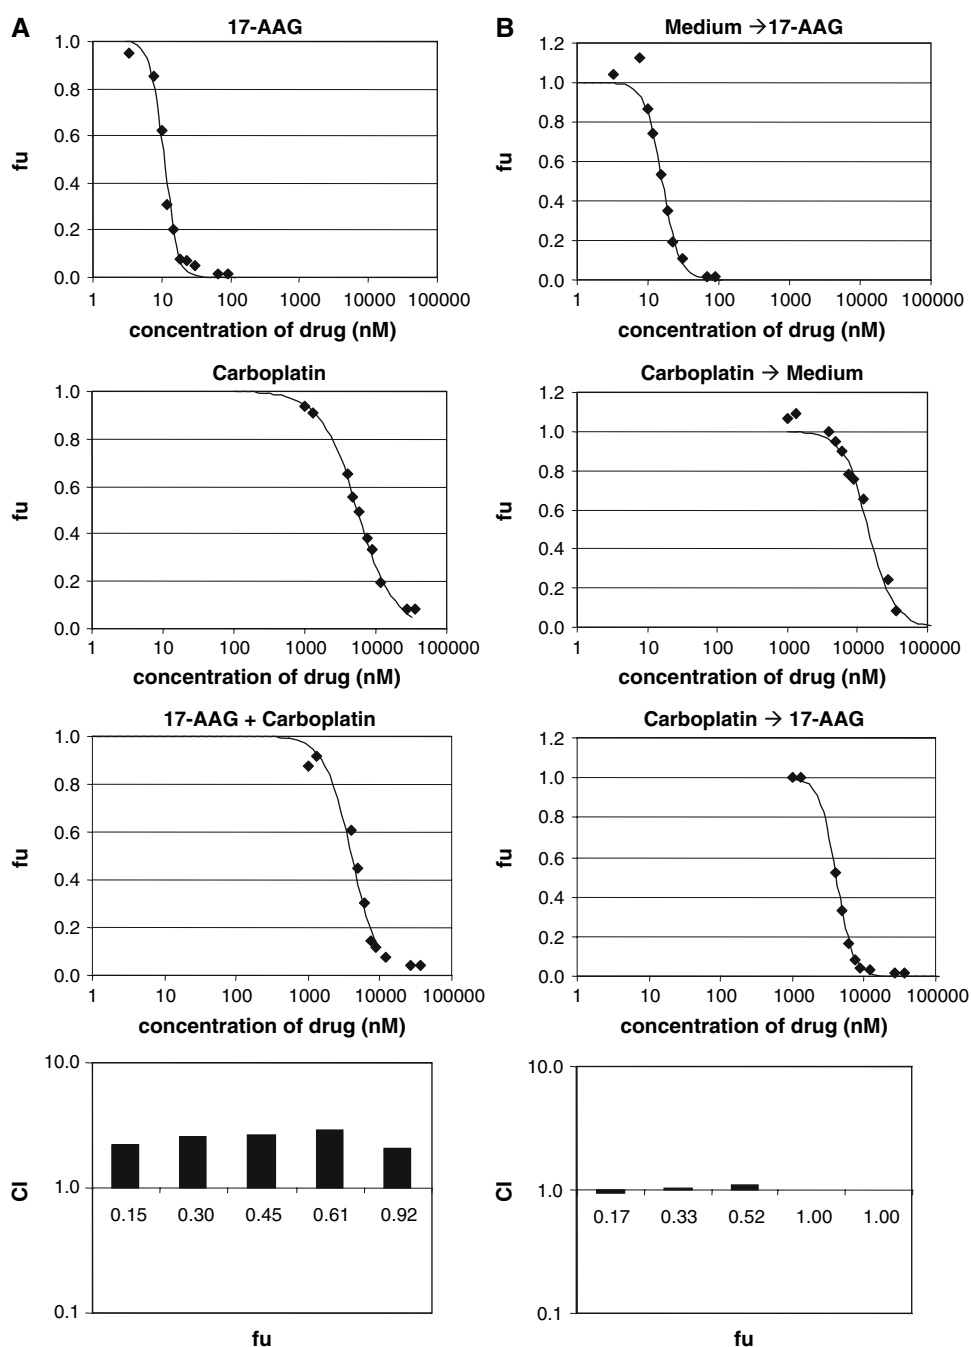 A
17-AAG
1.0
0.8
0.6
0.4
0.2
0.0
fu
1 10 100 1000 10000 100000
concentration of drug (nM)
Carboplatin
1.0
0.8
0.6
0.4
0.2
0.0
fu
1 10 100 1000 10000 100000
concentration of drug (nM)
17-AAG + Carboplatin
1.0
0.8
0.6
0.4
0.2
0.0
fu
1 10 100 1000 10000 100000
concentration of drug (nM)
10.0
1.0
0.1
CI
0.15 0.30 0.45 0.61 0.92
fu
B
Medium →17-AAG
1.2
1.0
0.8
0.6
0.4
0.2
0.0
fu
1 10 100 1000 10000 100000
concentration of drug (nM)
Carboplatin → Medium
1.2
1.0
0.8
0.6
0.4
0.2
0.0
fu
1 10 100 1000 10000 100000
concentration of drug (nM)
Carboplatin → 17-AAG
1.2
1.0
0.8
0.6
0.4
0.2
0.0
fu
1 10 100 1000 10000 100000
concentration of drug (nM)
10.0
1.0
0.1
CI
0.17 0.33 0.52 1.00 1.00
fu